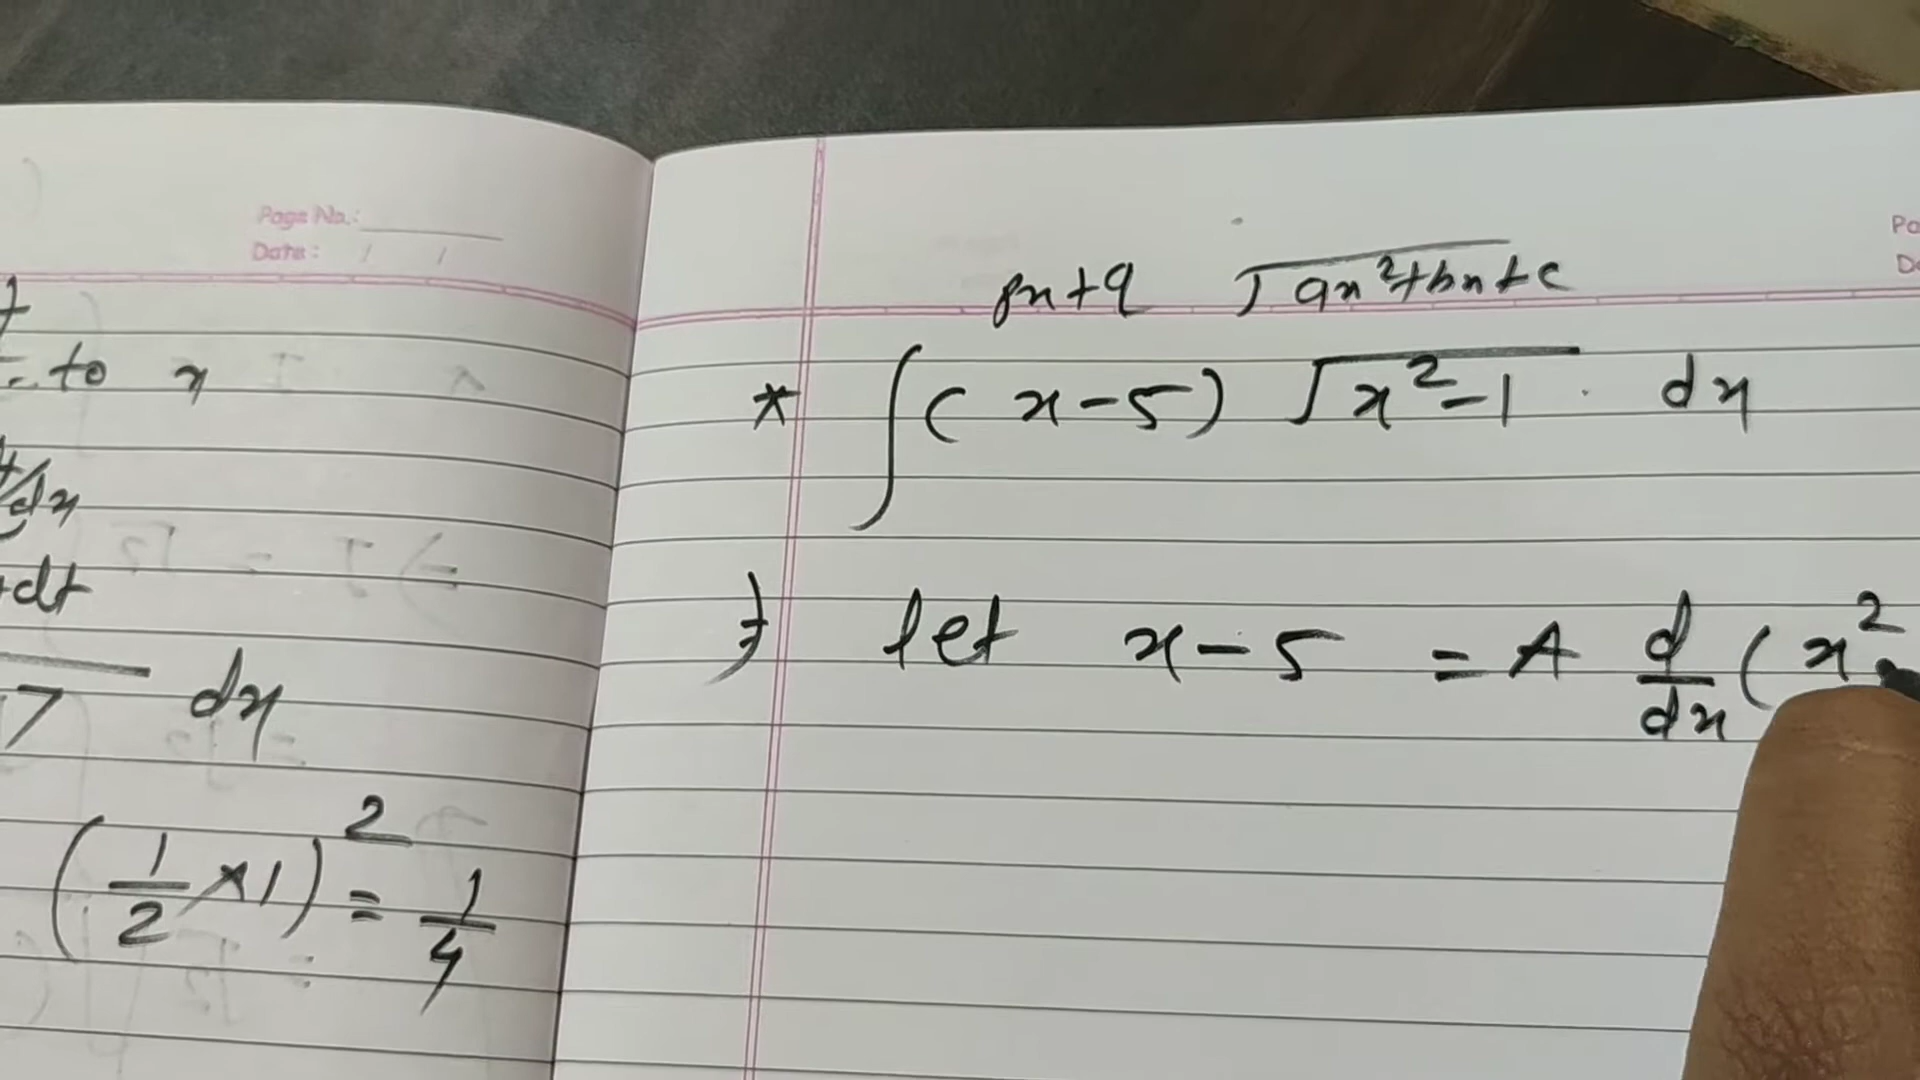 Page No.:
Date: / /
to x
dx
dt
7 dx
(1/2 × 1)² = 1/4
px+q √ax²+bx+c
* ∫(x-5) √x²-1 . dx
⇒ let x-5 = A d/dx (x²